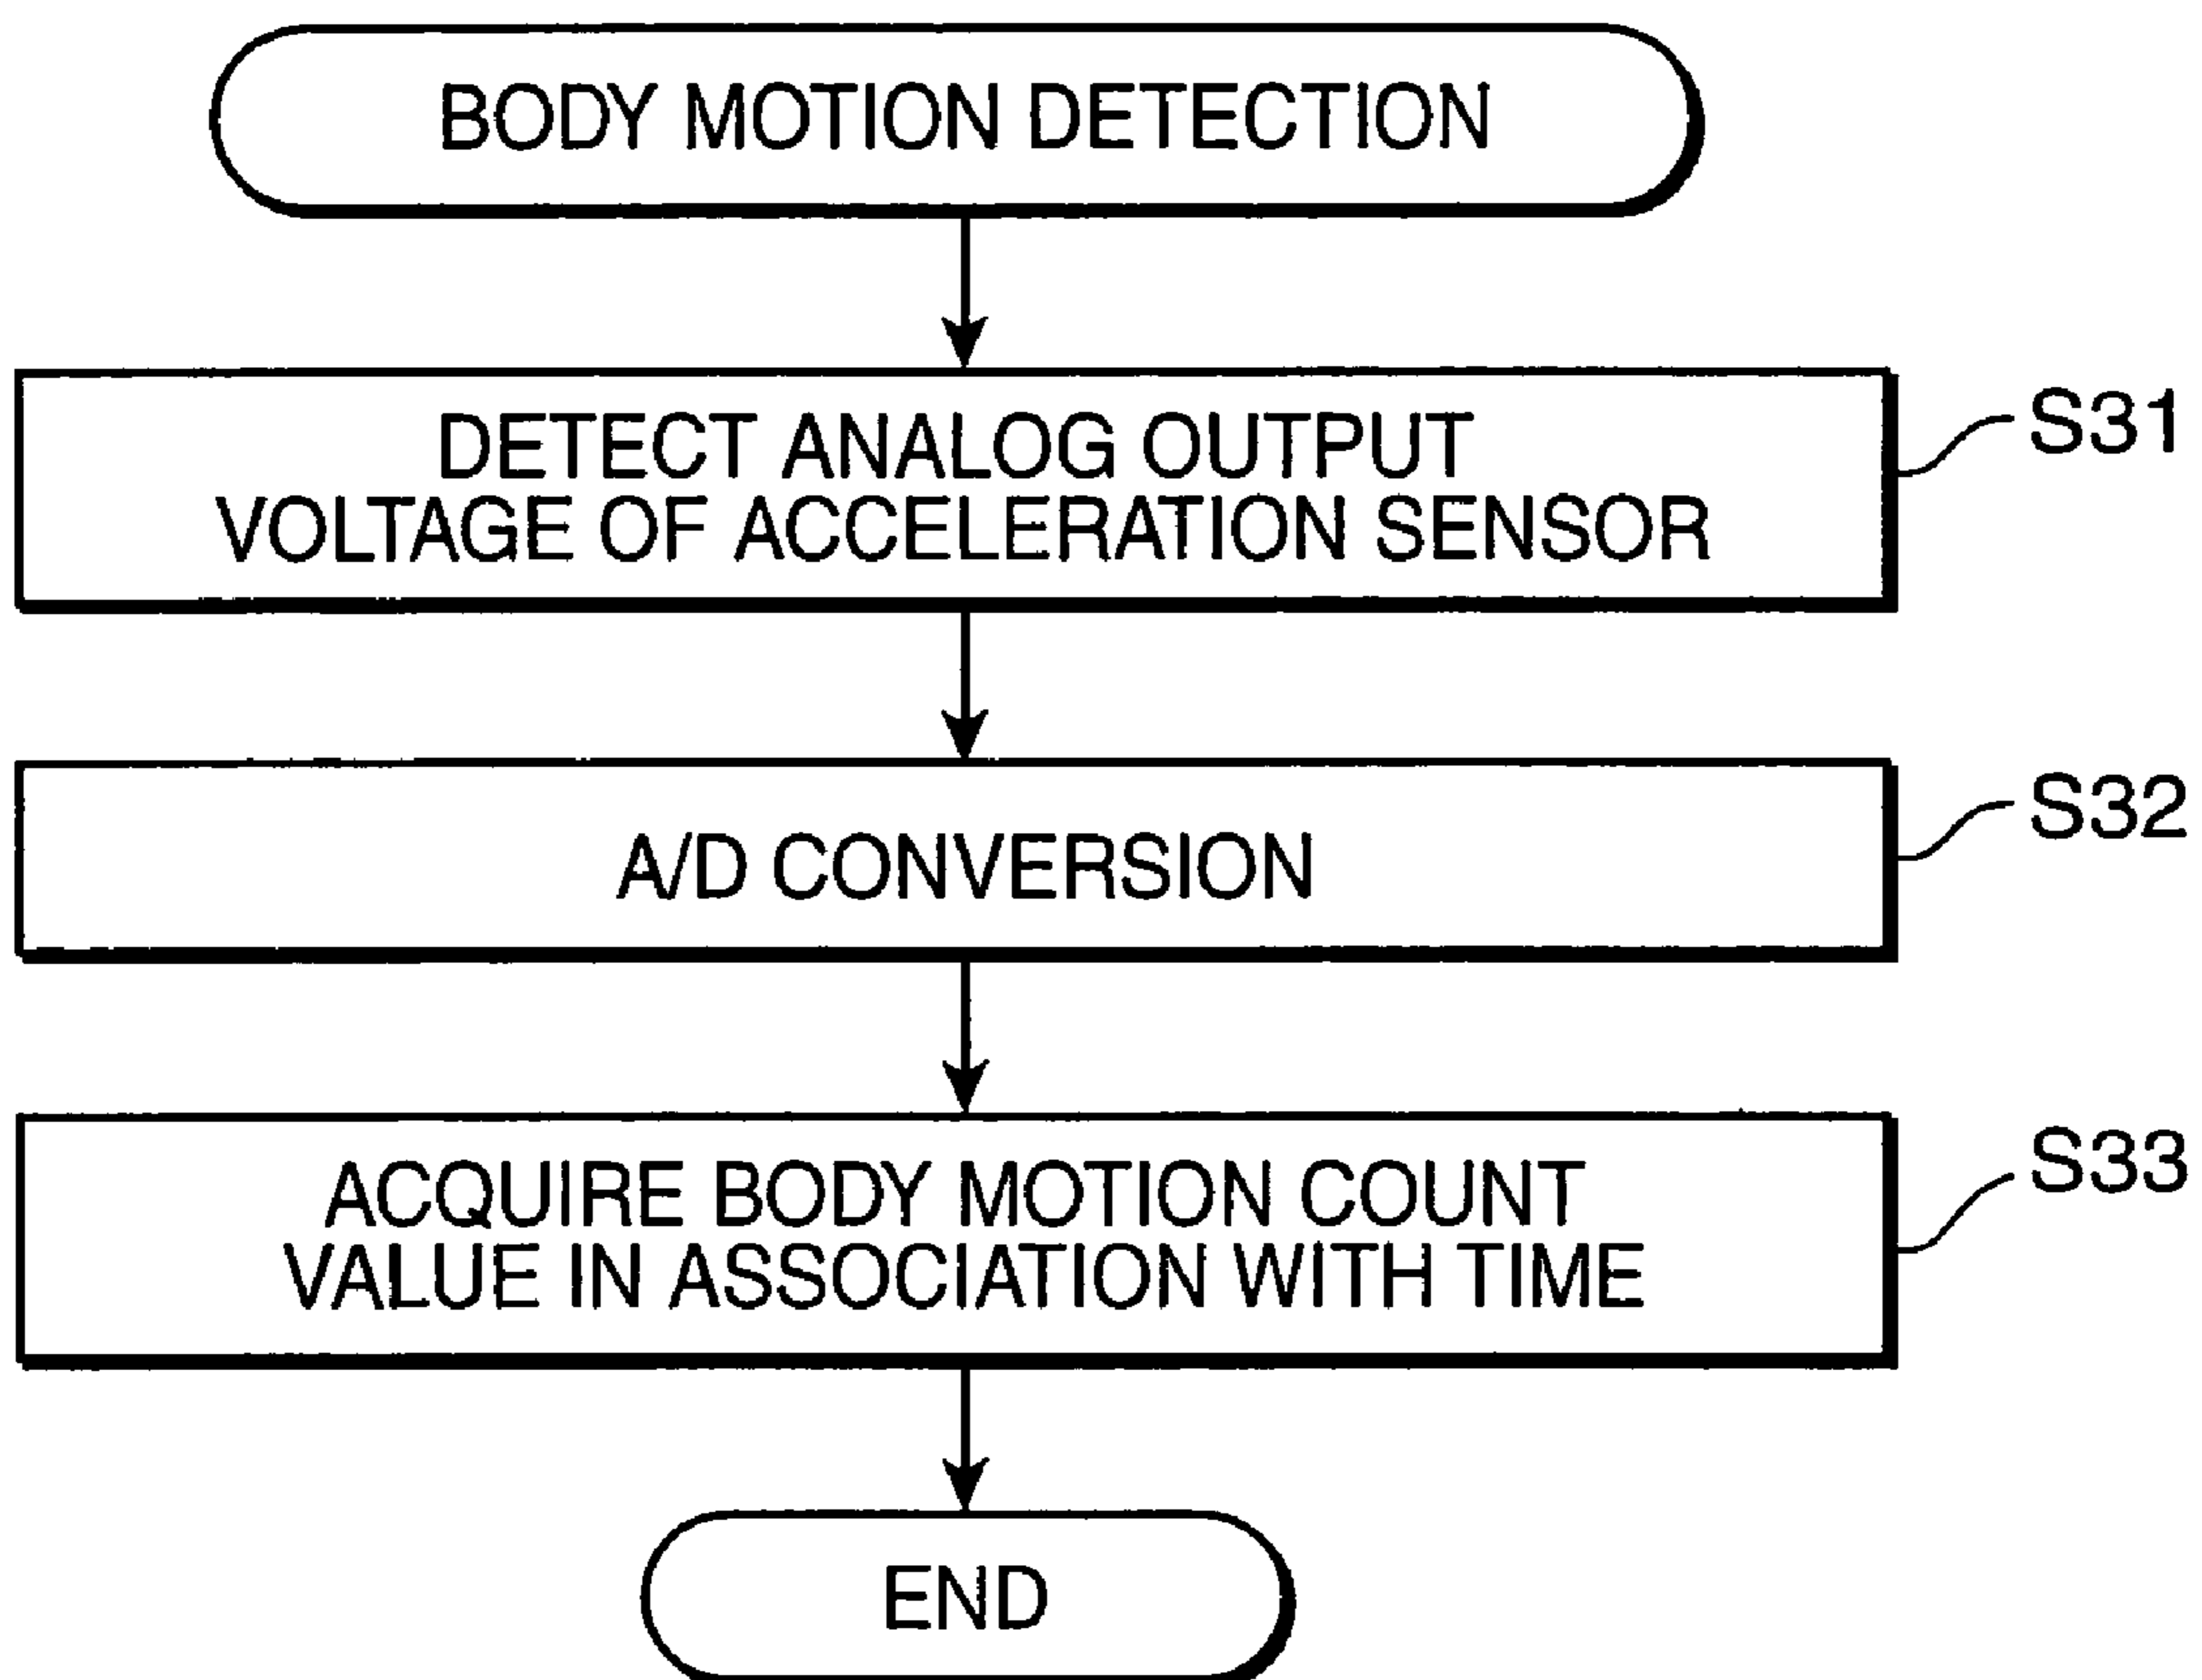 BODY MOTION DETECTION
DETECT ANALOG OUTPUT
VOLTAGE OF ACCELERATION SENSOR
S31
A/D CONVERSION
S32
ACQUIRE BODY MOTION COUNT
VALUE IN ASSOCIATION WITH TIME
S33
END